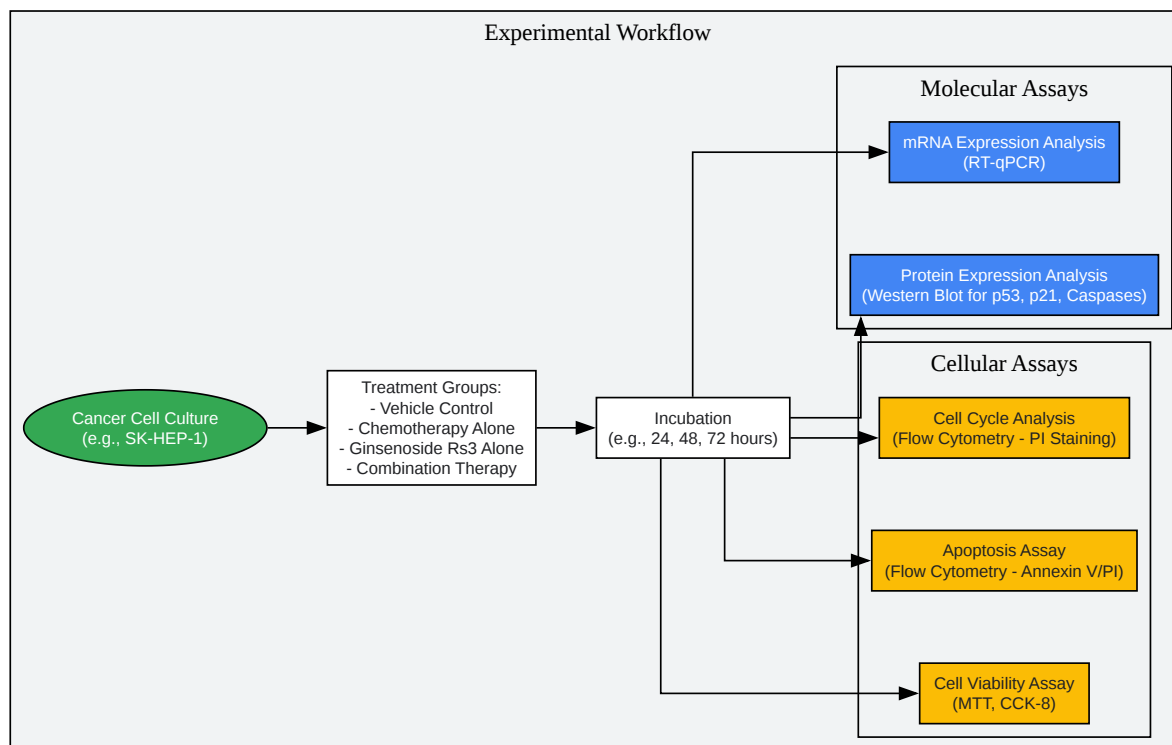 Experimental Workflow
Molecular Assays
mRNA Expression Analysis
(RT-qPCR)
Protein Expression Analysis
(Western Blot for p53, p21, Caspases)
Cellular Assays
Cancer Cell Culture
(e.g., SK-HEP-1)
Treatment Groups:
- Vehicle Control
- Chemotherapy Alone
- Ginsenoside Rs3 Alone
- Combination Therapy
Incubation
(e.g., 24, 48, 72 hours)
Cell Cycle Analysis
(Flow Cytometry - PI Staining)
Apoptosis Assay
(Flow Cytometry - Annexin V/PI)
Cell Viability Assay
(MTT, CCK-8)